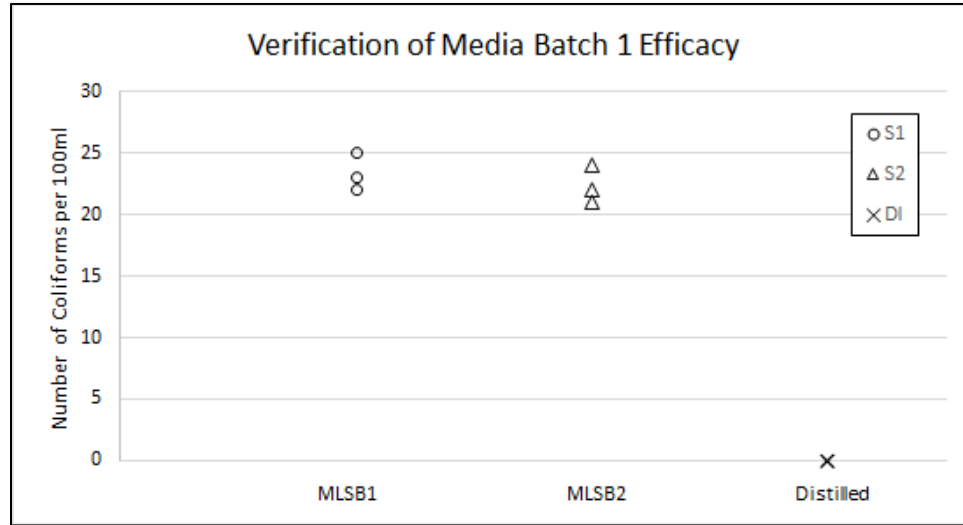 Verification of Media Batch 1 Efficacy
Number of Coliforms per 100ml
30
25
20
15
10
5
0
S1
S2
DI
MLSB1
MLSB2
Distilled